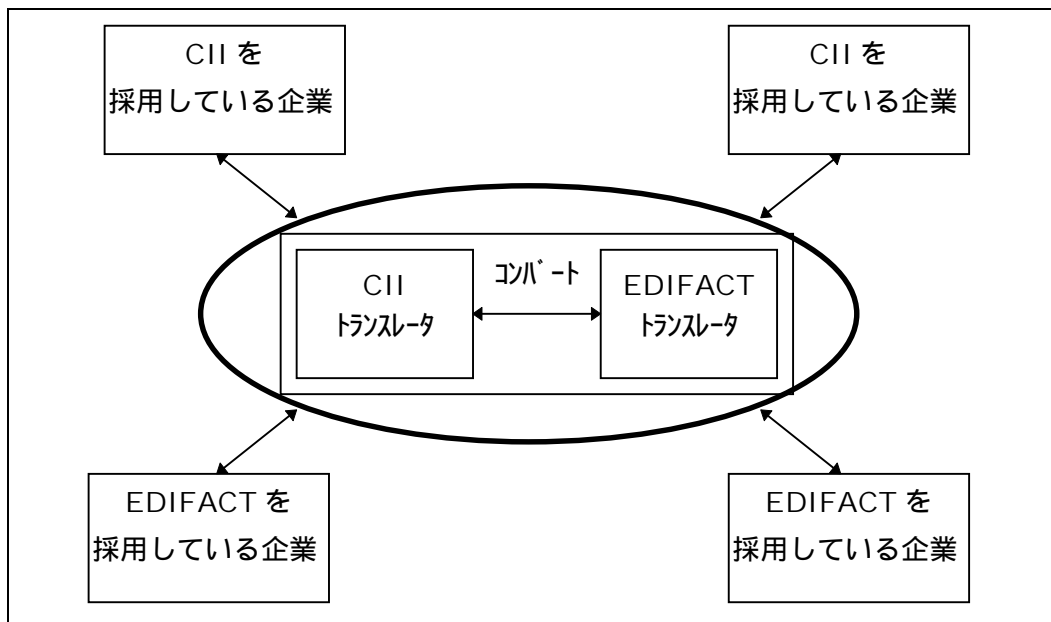 CII を
採用している企業
CII を
採用している企業
コンバート
CII
トランスレータ
EDIFACT
トランスレータ
EDIFACT を
採用している企業
EDIFACT を
採用している企業